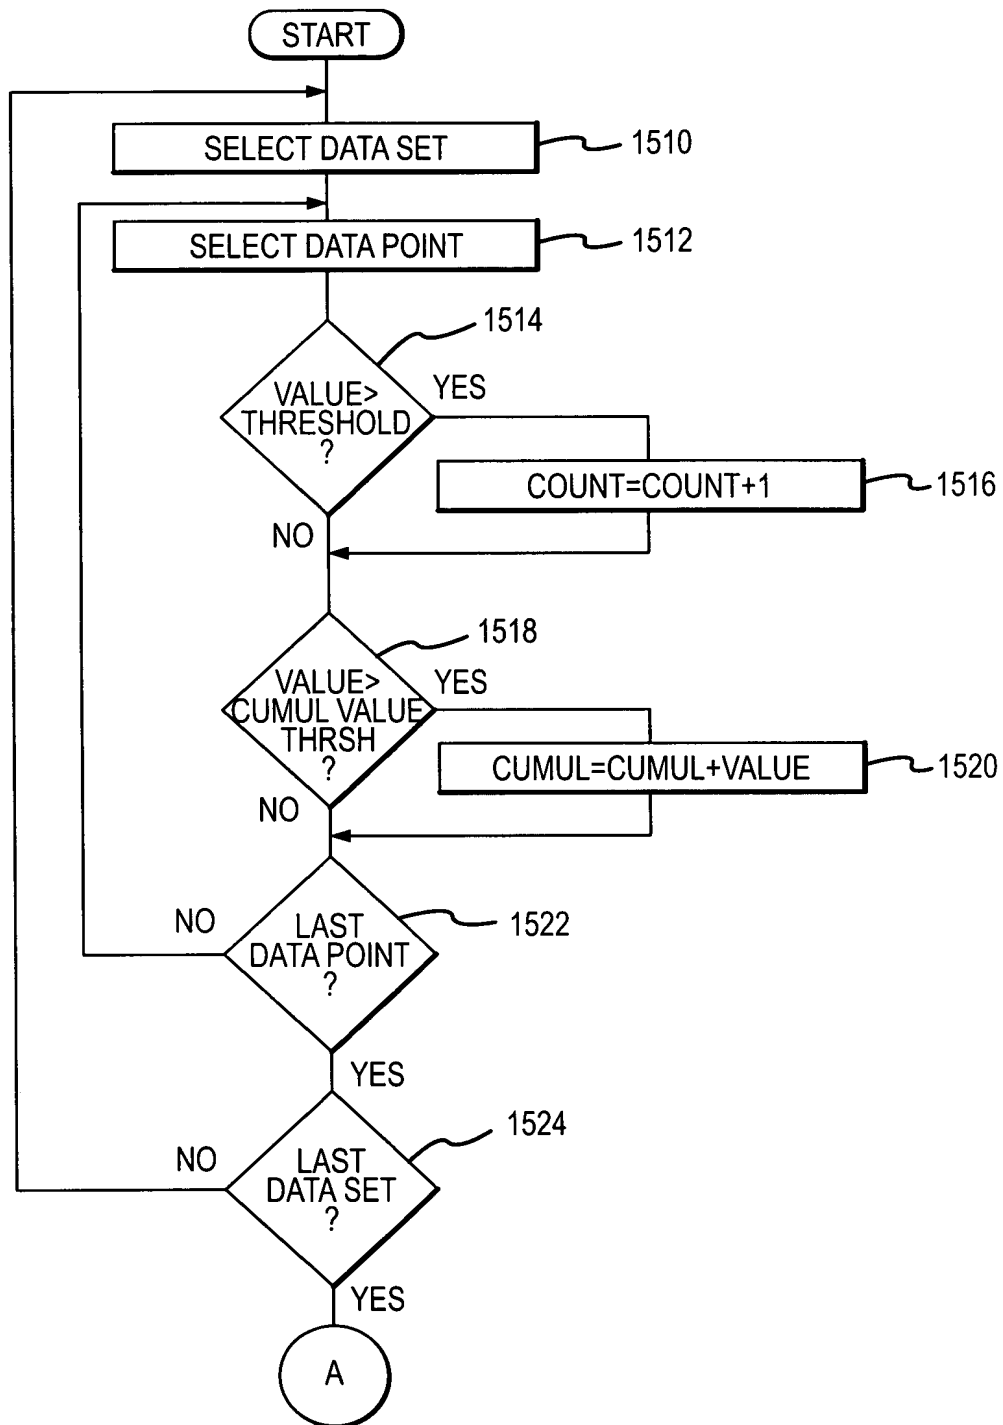 START
SELECT DATA SET
1510
SELECT DATA POINT
1512
1514
VALUE>
THRESHOLD
?
YES
COUNT=COUNT+1
1516
NO
1518
VALUE>
CUMUL VALUE
THRSH
?
YES
CUMUL=CUMUL+VALUE
1520
NO
1522
LAST
DATA POINT
?
NO
YES
1524
LAST
DATA SET
?
NO
YES
A